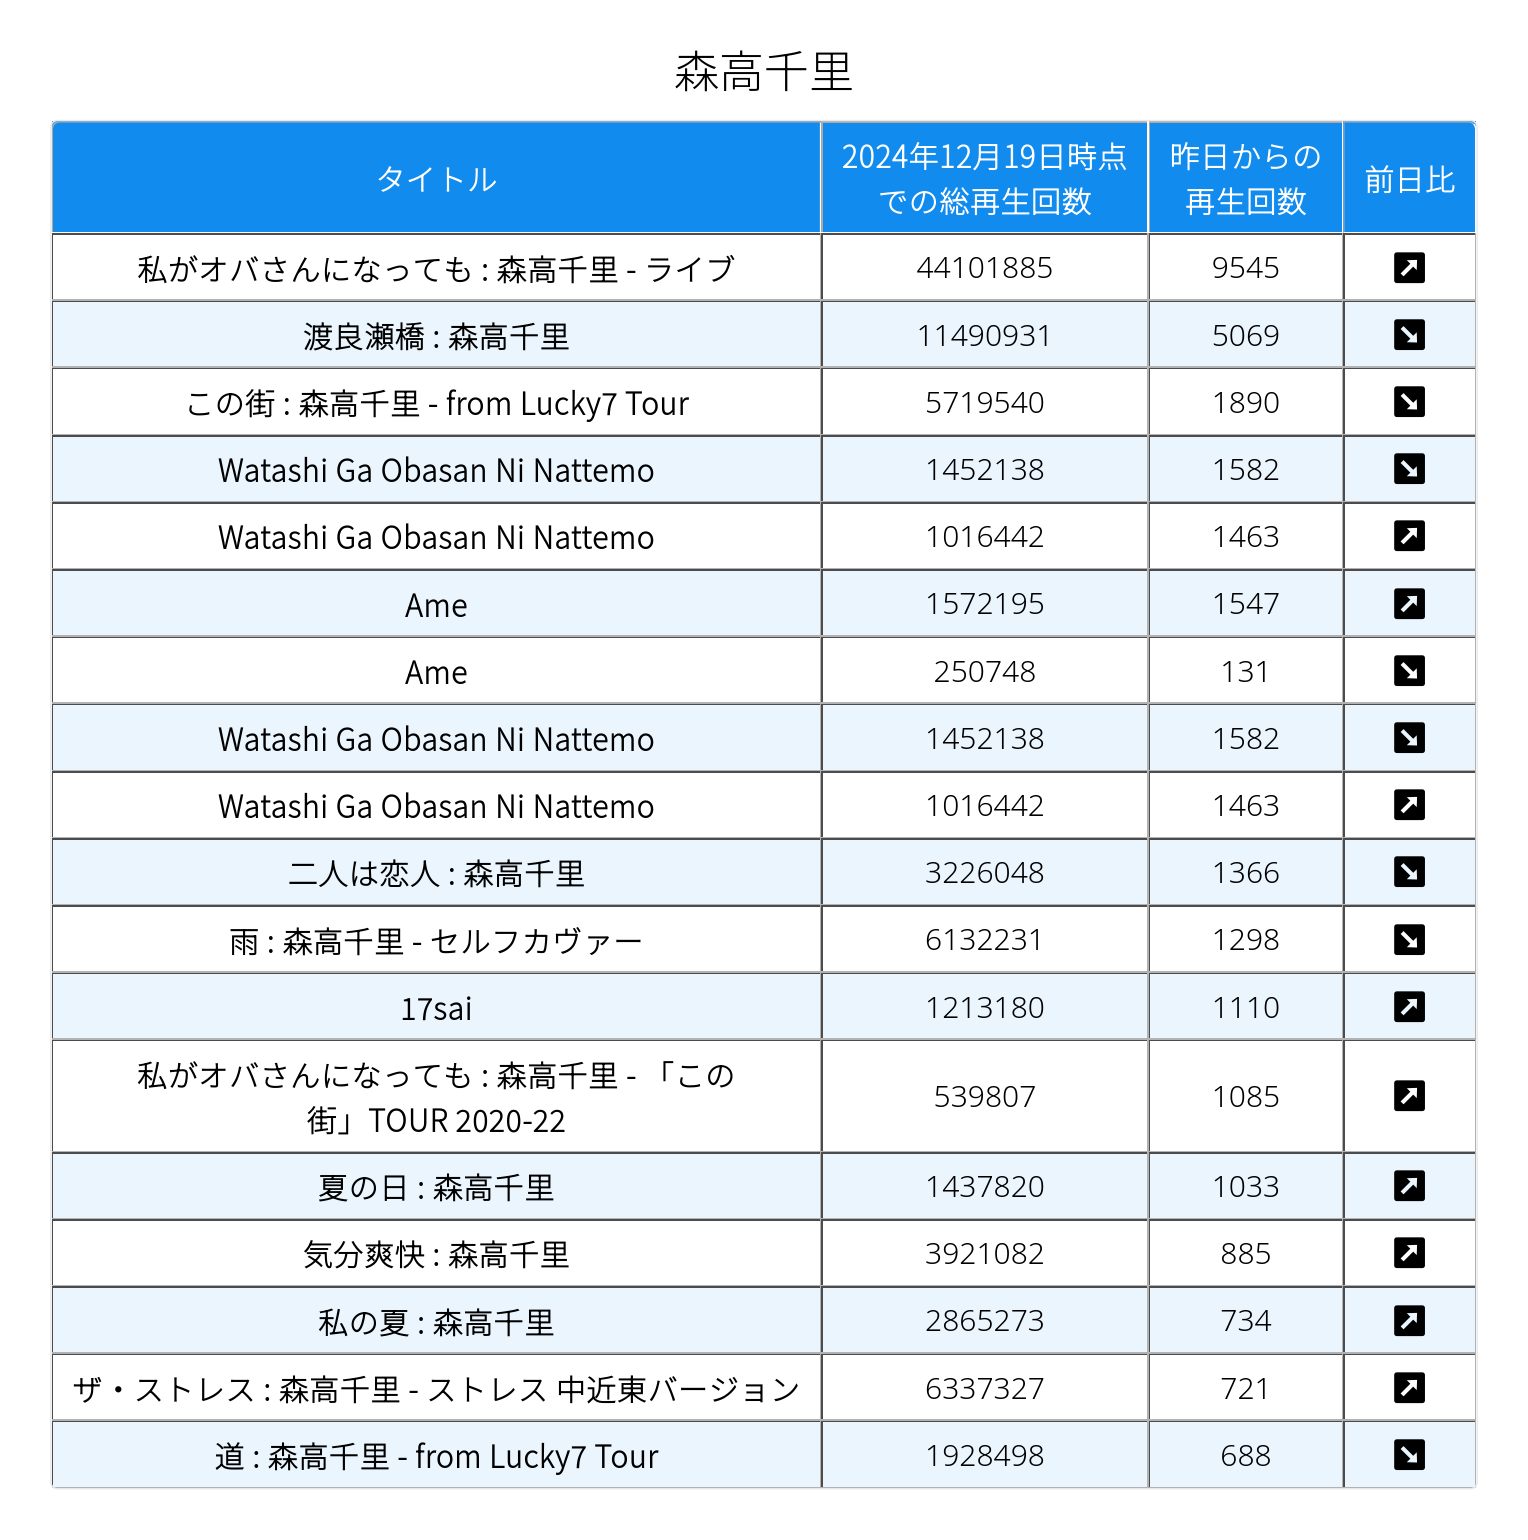 森高千里
タイトル
2024年12月19日時点
での総再生回数
昨日からの
再生回数
前日比
私がオバさんになっても : 森高千里 - ライブ 44101885 9545
渡良瀬橋 : 森高千里 11490931 5069
この街 : 森高千里 - from Lucky7 Tour 5719540 1890
Watashi Ga Obasan Ni Nattemo 1452138 1582
Watashi Ga Obasan Ni Nattemo 1016442 1463
Ame 1572195 1547
Ame 250748 131
Watashi Ga Obasan Ni Nattemo 1452138 1582
Watashi Ga Obasan Ni Nattemo 1016442 1463
二人は恋人 : 森高千里 3226048 1366
雨 : 森高千里 - セルフカヴァー 6132231 1298
17sai 1213180 1110
私がオバさんになっても : 森高千里 - 「この
街」TOUR 2020-22 539807 1085
夏の日 : 森高千里 1437820 1033
気分爽快 : 森高千里 3921082 885
私の夏 : 森高千里 2865273 734
ザ・ストレス : 森高千里 - ストレス 中近東バージョン 6337327 721
道 : 森高千里 - from Lucky7 Tour 1928498 688